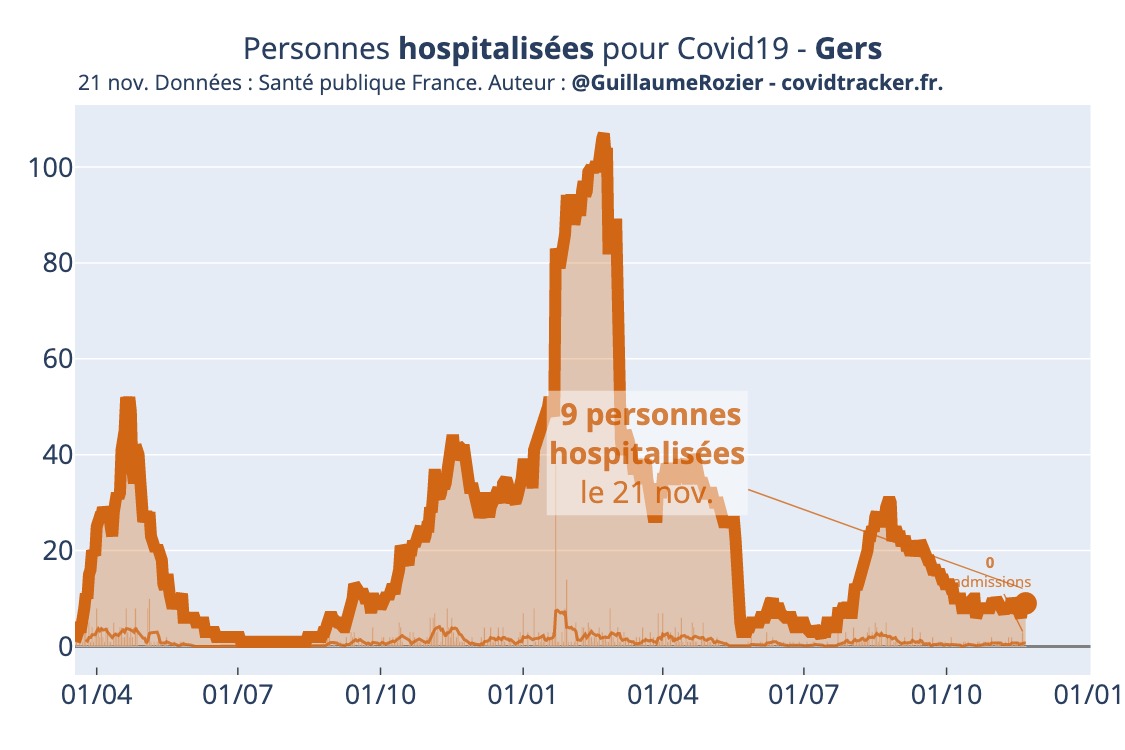 Personnes hospitalisées pour Covid19 - Gers
21 nov. Données : Santé publique France. Auteur : @GuillaumeRozier - covidtracker.fr.
100
80
60
40
20
0
9 personnes
hospitalisées
le 21 nov.
0
admissions
01/04
01/07
01/10
01/01
01/04
01/07
01/10
01/01